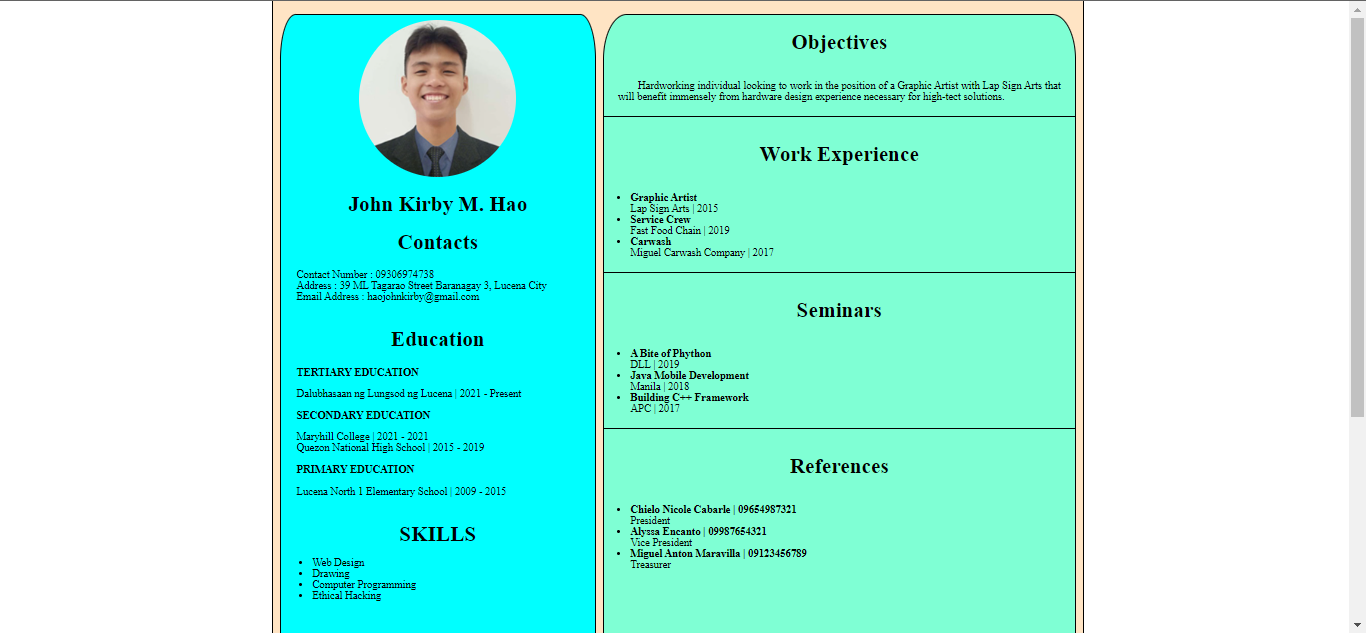 John Kirby M. Hao
Contacts
Contact Number : 09306974738
Address : 39 ML Tagarao Street Baranagay 3, Lucena City
Email Address : haojohnkirby@gmail.com
Education
TERTIARY EDUCATION
Dalubhasaan ng Lungsod ng Lucena | 2021 - Present
SECONDARY EDUCATION
Maryhill College | 2021 - 2021
Quezon National High School | 2015 - 2019
PRIMARY EDUCATION
Lucena North 1 Elementary School | 2009 - 2015
SKILLS
Web Design
Drawing
Computer Programming
Ethical Hacking
Objectives
Hardworking individual looking to work in the position of a Graphic Artist with Lap Sign Arts that
will benefit immensely from hardware design experience necessary for high-tect solutions.
Work Experience
Graphic Artist
Lap Sign Arts | 2015
Service Crew
Fast Food Chain | 2019
Carwash
Miguel Carwash Company | 2017
Seminars
A Bite of Phython
DLL | 2019
Java Mobile Development
Manila | 2018
Building C++ Framework
APC | 2017
References
Chielo Nicole Cabarle | 09654987321
President
Alyssa Encanto | 09987654321
Vice President
Miguel Anton Maravilla | 09123456789
Treasurer